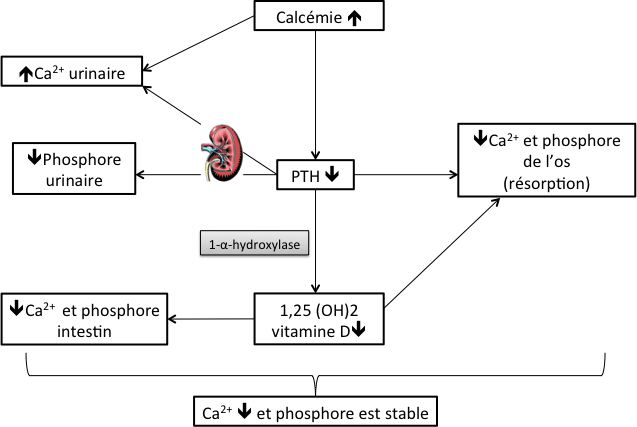 Calcémie 🡹
🡹Ca²⁺ urinaire
🡻Phosphore
urinaire
PTH 🡻
🡻Ca²⁺ et phosphore
de l’os
(résorption)
1-α-hydroxylase
🡻Ca²⁺ et phosphore
intestin
1,25 (OH)2
vitamine D🡻
Ca²⁺ 🡻 et phosphore est stable